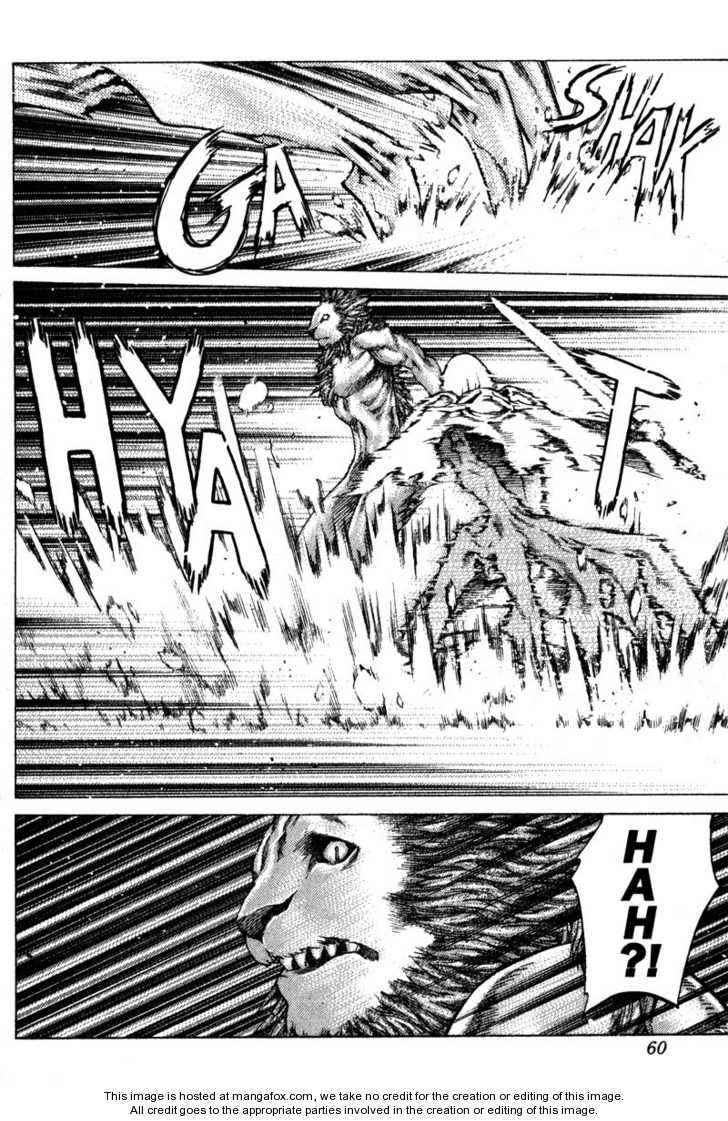 SHAK
GA
HYA
T
HAH?!
60
This image is hosted at mangafox.com, we take no credit for the creation or editing of this image.
All credit goes to the appropriate parties involved in the creation or editing of this image.